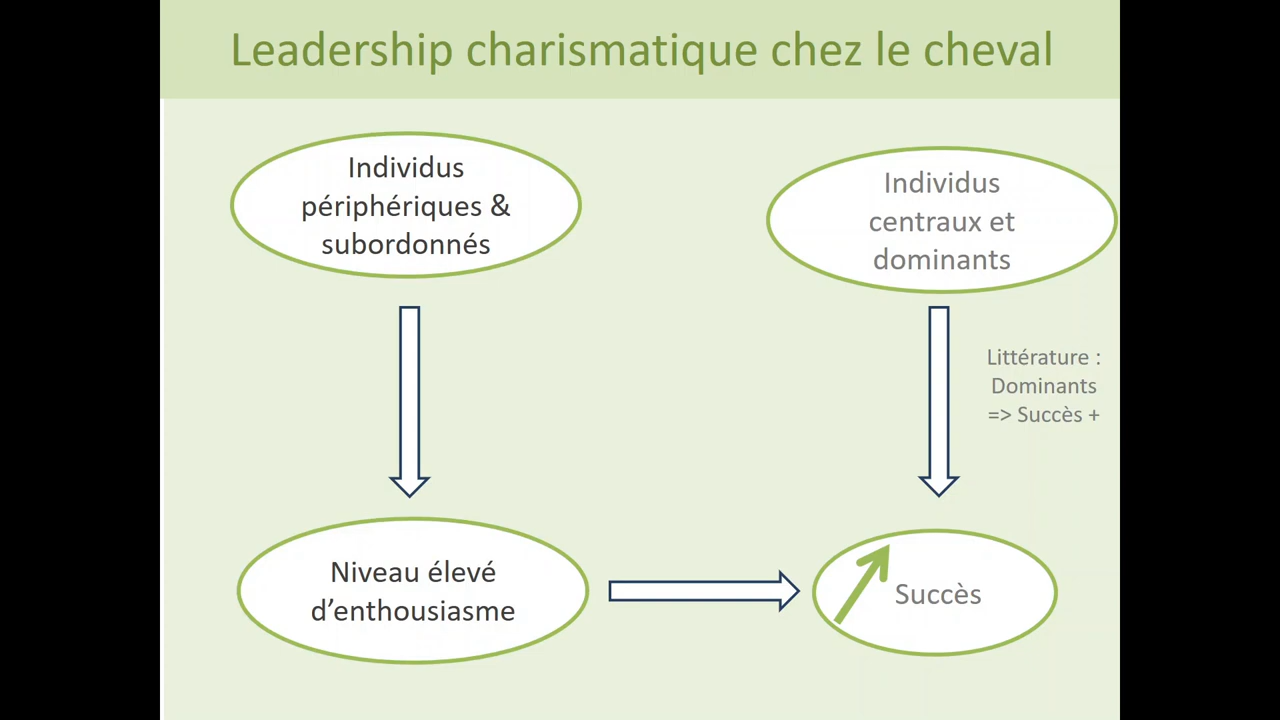 Leadership charismatique chez le cheval
Individus
périphériques &
subordonnés
Individus
centraux et
dominants
Littérature :
Dominants
=> Succès +
Niveau élevé
d’enthousiasme
Succès